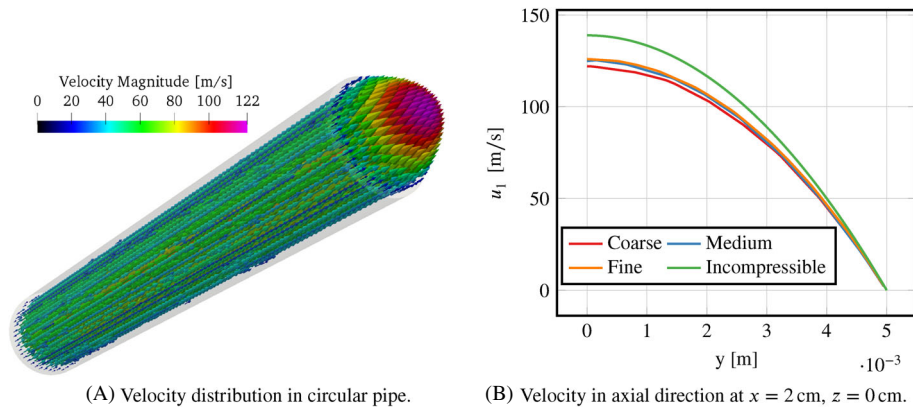 Velocity Magnitude [m/s]
0 20 40 60 80 100 122
(A) Velocity distribution in circular pipe.
150
100
50
0
u₁ [m/s]
Coarse Medium
Fine Incompressible
0 1 2 3 4 5
y [m]
·10⁻³
(B) Velocity in axial direction at x = 2 cm, z = 0 cm.